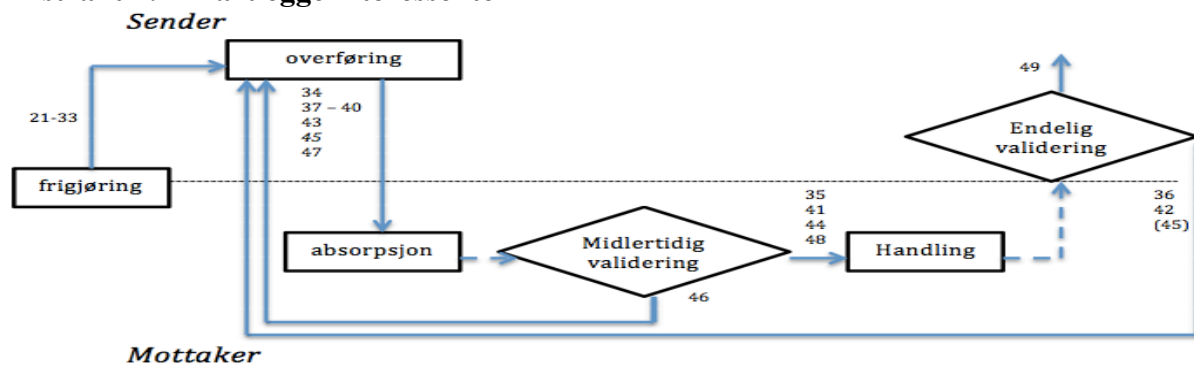 Sender
overføring
49
34
37 – 40
43
45
47
21-33
Endelig
validering
frigjøring
35
41
44
48
36
42
(45)
absorpsjon
Midlertidig
validering
Handling
46
Mottaker